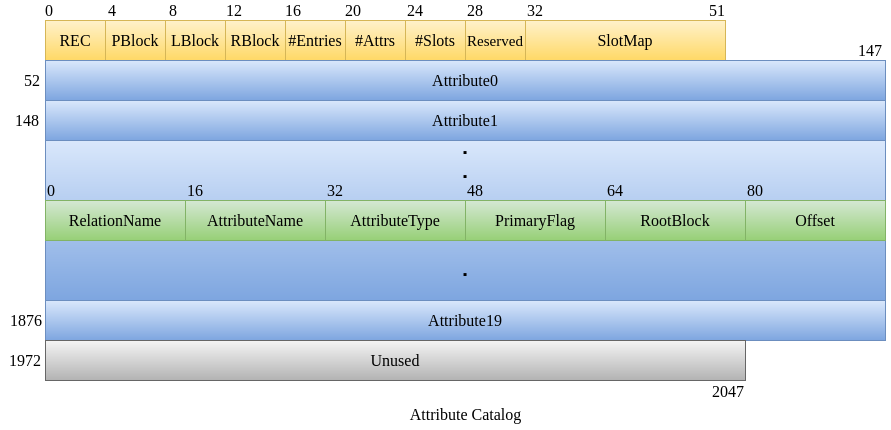 0 4 8 12 16 20 24 28 32 51
REC PBlock LBlock RBlock #Entries #Attrs #Slots Reserved SlotMap
147
52 Attribute0
148 Attribute1
0 16 32 48 64 80
RelationName AttributeName AttributeType PrimaryFlag RootBlock Offset
1876 Attribute19
1972 Unused
2047
Attribute Catalog